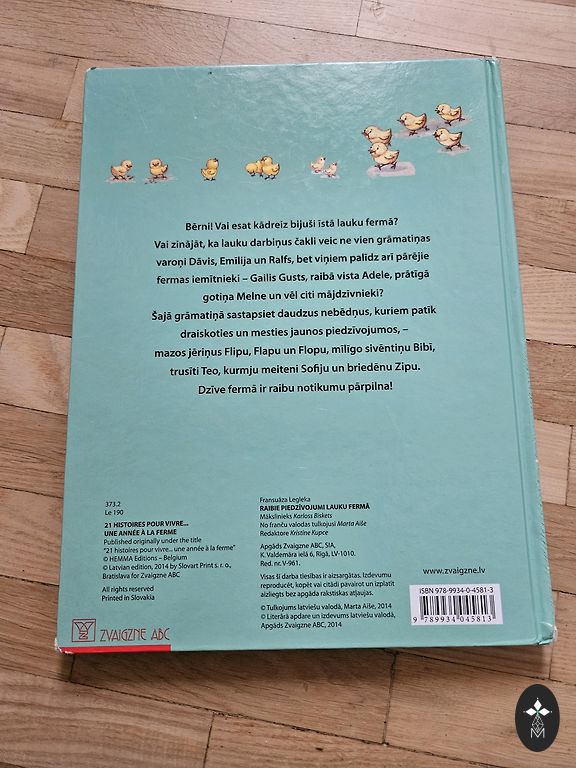 Bērni! Vai esat kādreiz bijuši īstā lauku fermā?
Vai zinājāt, ka lauku darbiņus čakli veic ne vien grāmatiņas
varoņi Dāvis, Emilija un Ralfs, bet viņiem palīdz arī pārējie
fermas iemītnieki – Gailis Gusts, raibā vista Adele, prātīgā
gotiņa Melne un vēl citi mājdzīvnieki?
Šajā grāmatiņā sastapsiet daudzus nebēdņus, kuriem patīk
draiskoties un mesties jaunos piedzīvojumos, –
mazos jēriņus Flipu, Flapu un Flopu, mīlīgo sivēntiņu Bibī,
trusīti Teo, kurmju meiteni Sofiju un briedēnu Zipu.
Dzīve fermā ir raibu notikumu pārpilna!
373.2
Le 190
21 HISTOIRES POUR VIVRE...
UNE ANNÉE À LA FERME
Published originally under the title
"21 histoires pour vivre... une année à la ferme"
© HEMMA Editions – Belgium
© Latvian edition, 2014 by Slovart Print s. r. o.,
Bratislava for Zvaigzne ABC
All rights reserved
Printed in Slovakia
ZVAIGZNE ABC
Fransuāza Legleka
RAIBIE PIEDZĪVOJUMI LAUKU FERMĀ
Mākslinieks Karloss Biskets
No franču valodas tulkojusi Marta Aiše
Redaktore Kristine Kupce
Apgāds Zvaigzne ABC, SIA,
K. Valdemāra ielā 6, Rīgā, LV-1010.
Red. nr. V-961.
Visas šī darba tiesības ir aizsargātas. Izdevumu
reproducēt, kopēt vai citādi pavairot un izplatīt
aizliegts bez apgāda rakstiskas atļaujas.
© Tulkojums latviešu valodā, Marta Aiše, 2014
© Literārā apdare un izdevums latviešu valodā,
Apgāds Zvaigzne ABC, 2014
www.zvaigzne.lv
ISBN 978-9934-0-4581-3
9 789934 045813
M